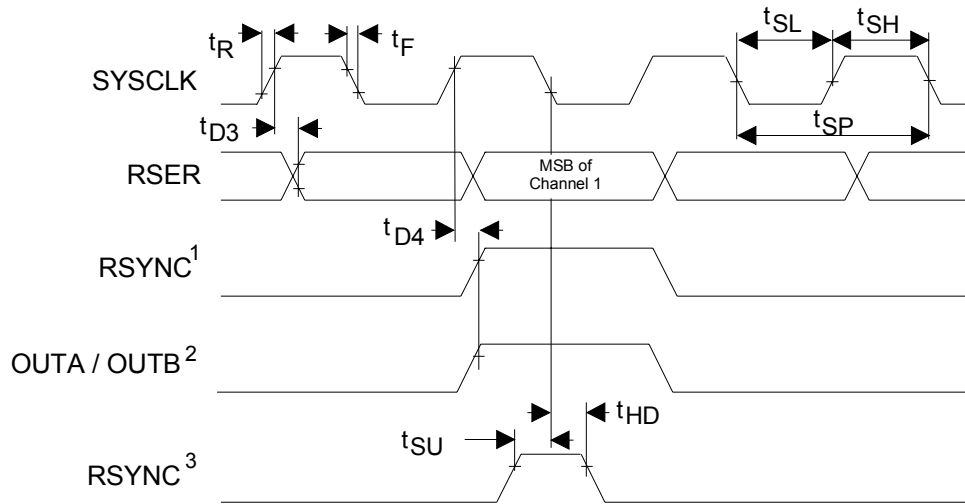 tR
tF
tSL
tSH
SYSCLK
tSP
tD3
RSER
MSB of
Channel 1
tD4
RSYNC1
OUTA / OUTB2
tHD
tSU
RSYNC3